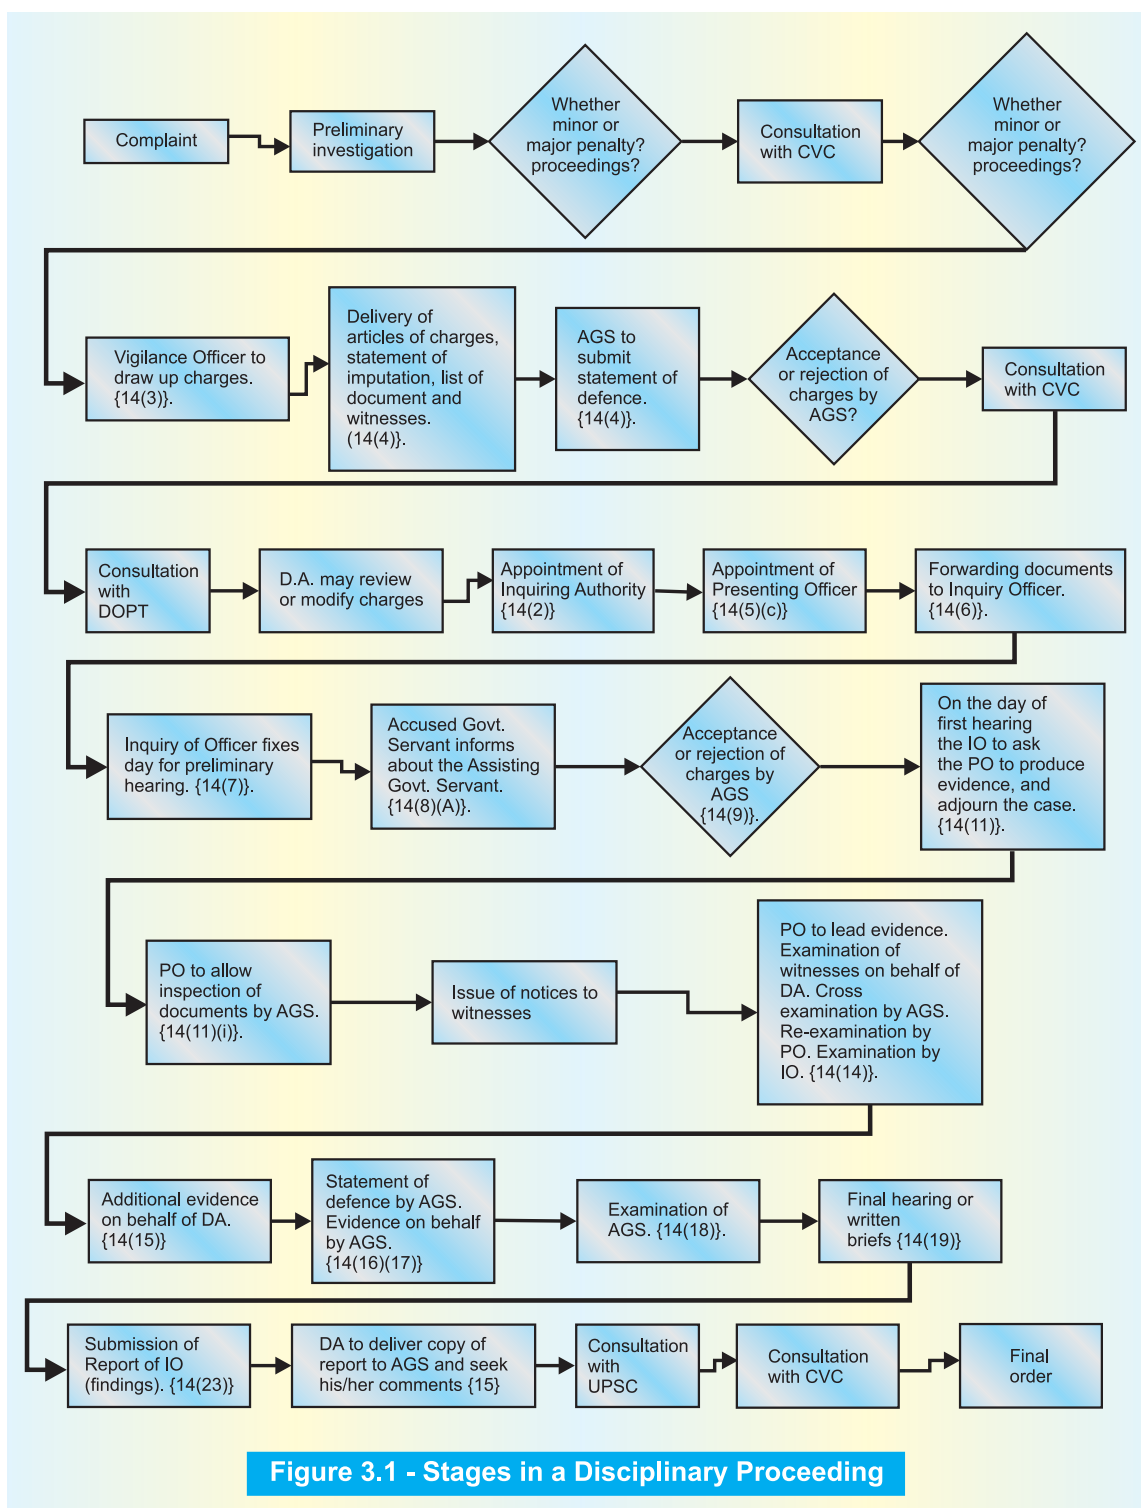 Complaint
Preliminary
investigation
Whether
minor or
major penalty?
proceedings?
Consultation
with CVC
Whether
minor or
major penalty?
proceedings?
Vigilance Officer to
draw up charges.
{14(3)}.
Delivery of
articles of charges,
statement of
imputation, list of
document and
witnesses.
(14(4)}.
AGS to
submit
statement of
defence.
{14(4)}.
Acceptance
or rejection of
charges by
AGS?
Consultation
with CVC
Consultation
with
DOPT
D.A. may review
or modify charges
Appointment of
Inquiring Authority
{14(2)}
Appointment of
Presenting Officer
{14(5)(c)}
Forwarding documents
to Inquiry Officer.
{14(6)}.
Inquiry of Officer fixes
day for preliminary
hearing. {14(7)}.
Accused Govt.
Servant informs
about the Assisting
Govt. Servant.
{14(8)(A)}.
Acceptance
or rejection of
charges by
AGS
{14(9)}.
On the day of
first hearing
the IO to ask
the PO to produce
evidence, and
adjourn the case.
{14(11)}.
PO to allow
inspection of
documents by AGS.
{14(11)(i)}.
Issue of notices to
witnesses
PO to lead evidence.
Examination of
witnesses on behalf of
DA. Cross
examination by AGS.
Re-examination by
PO. Examination by
IO. {14(14)}.
Additional evidence
on behalf of DA.
{14(15)}
Statement of
defence by AGS.
Evidence on behalf
by AGS.
{14(16)(17)}
Examination of
AGS. {14(18)}.
Final hearing or
written
briefs {14(19)}
Submission of
Report of IO
(findings). {14(23)}
DA to deliver copy of
report to AGS and seek
his/her comments {15}
Consultation
with
UPSC
Consultation
with CVC
Final
order
Figure 3.1 - Stages in a Disciplinary Proceeding